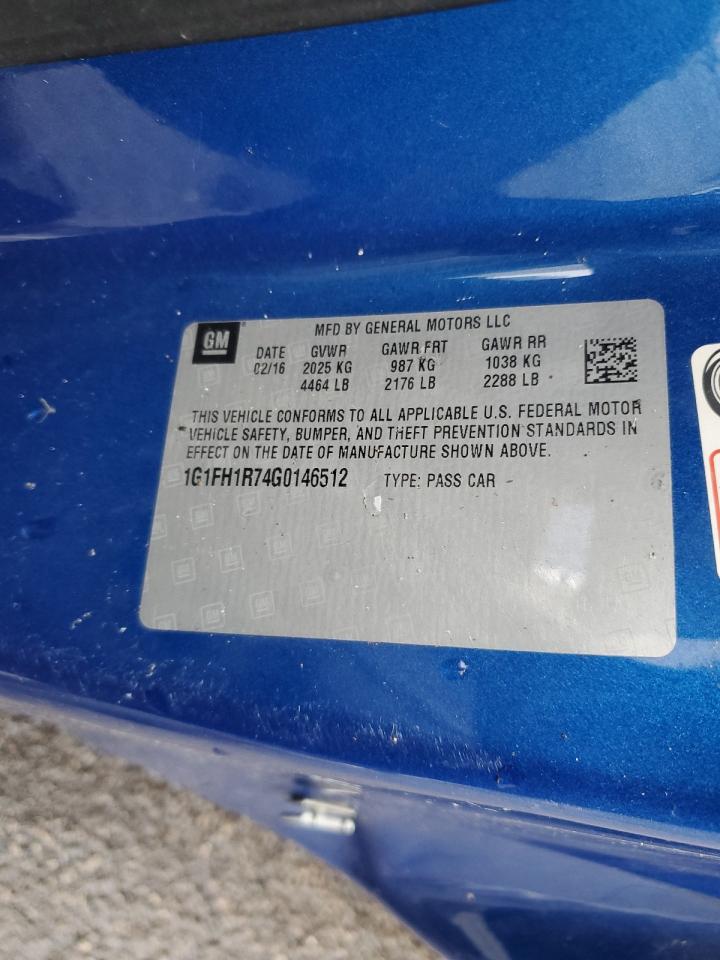 GM
MFD BY GENERAL MOTORS LLC
DATE GVWR GAWR FRT GAWR RR
02/16 2025 KG 987 KG 1038 KG
4464 LB 2176 LB 2288 LB
THIS VEHICLE CONFORMS TO ALL APPLICABLE U.S. FEDERAL MOTOR
VEHICLE SAFETY, BUMPER, AND THEFT PREVENTION STANDARDS IN
EFFECT ON THE DATE OF MANUFACTURE SHOWN ABOVE.
1G1FH1R74G0146512 TYPE: PASS CAR